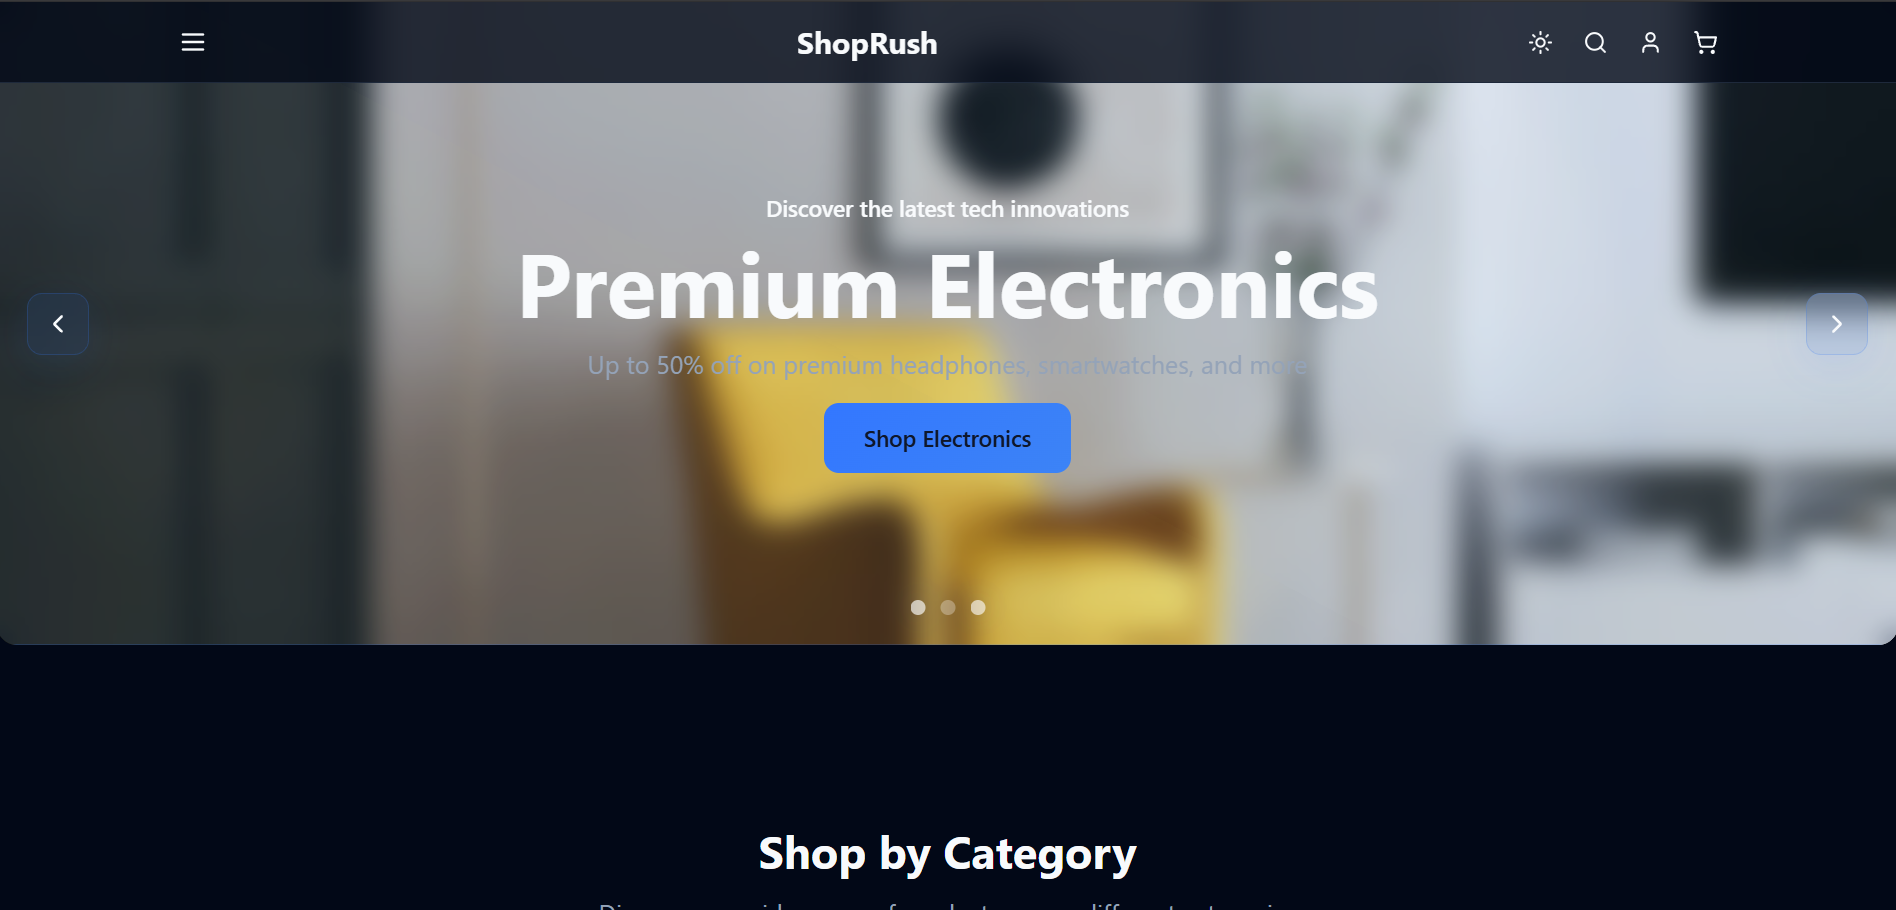 ShopRush
Discover the latest tech innovations
Premium Electronics
Up to 50% off on premium headphones, smartwatches, and more
Shop Electronics
Shop by Category